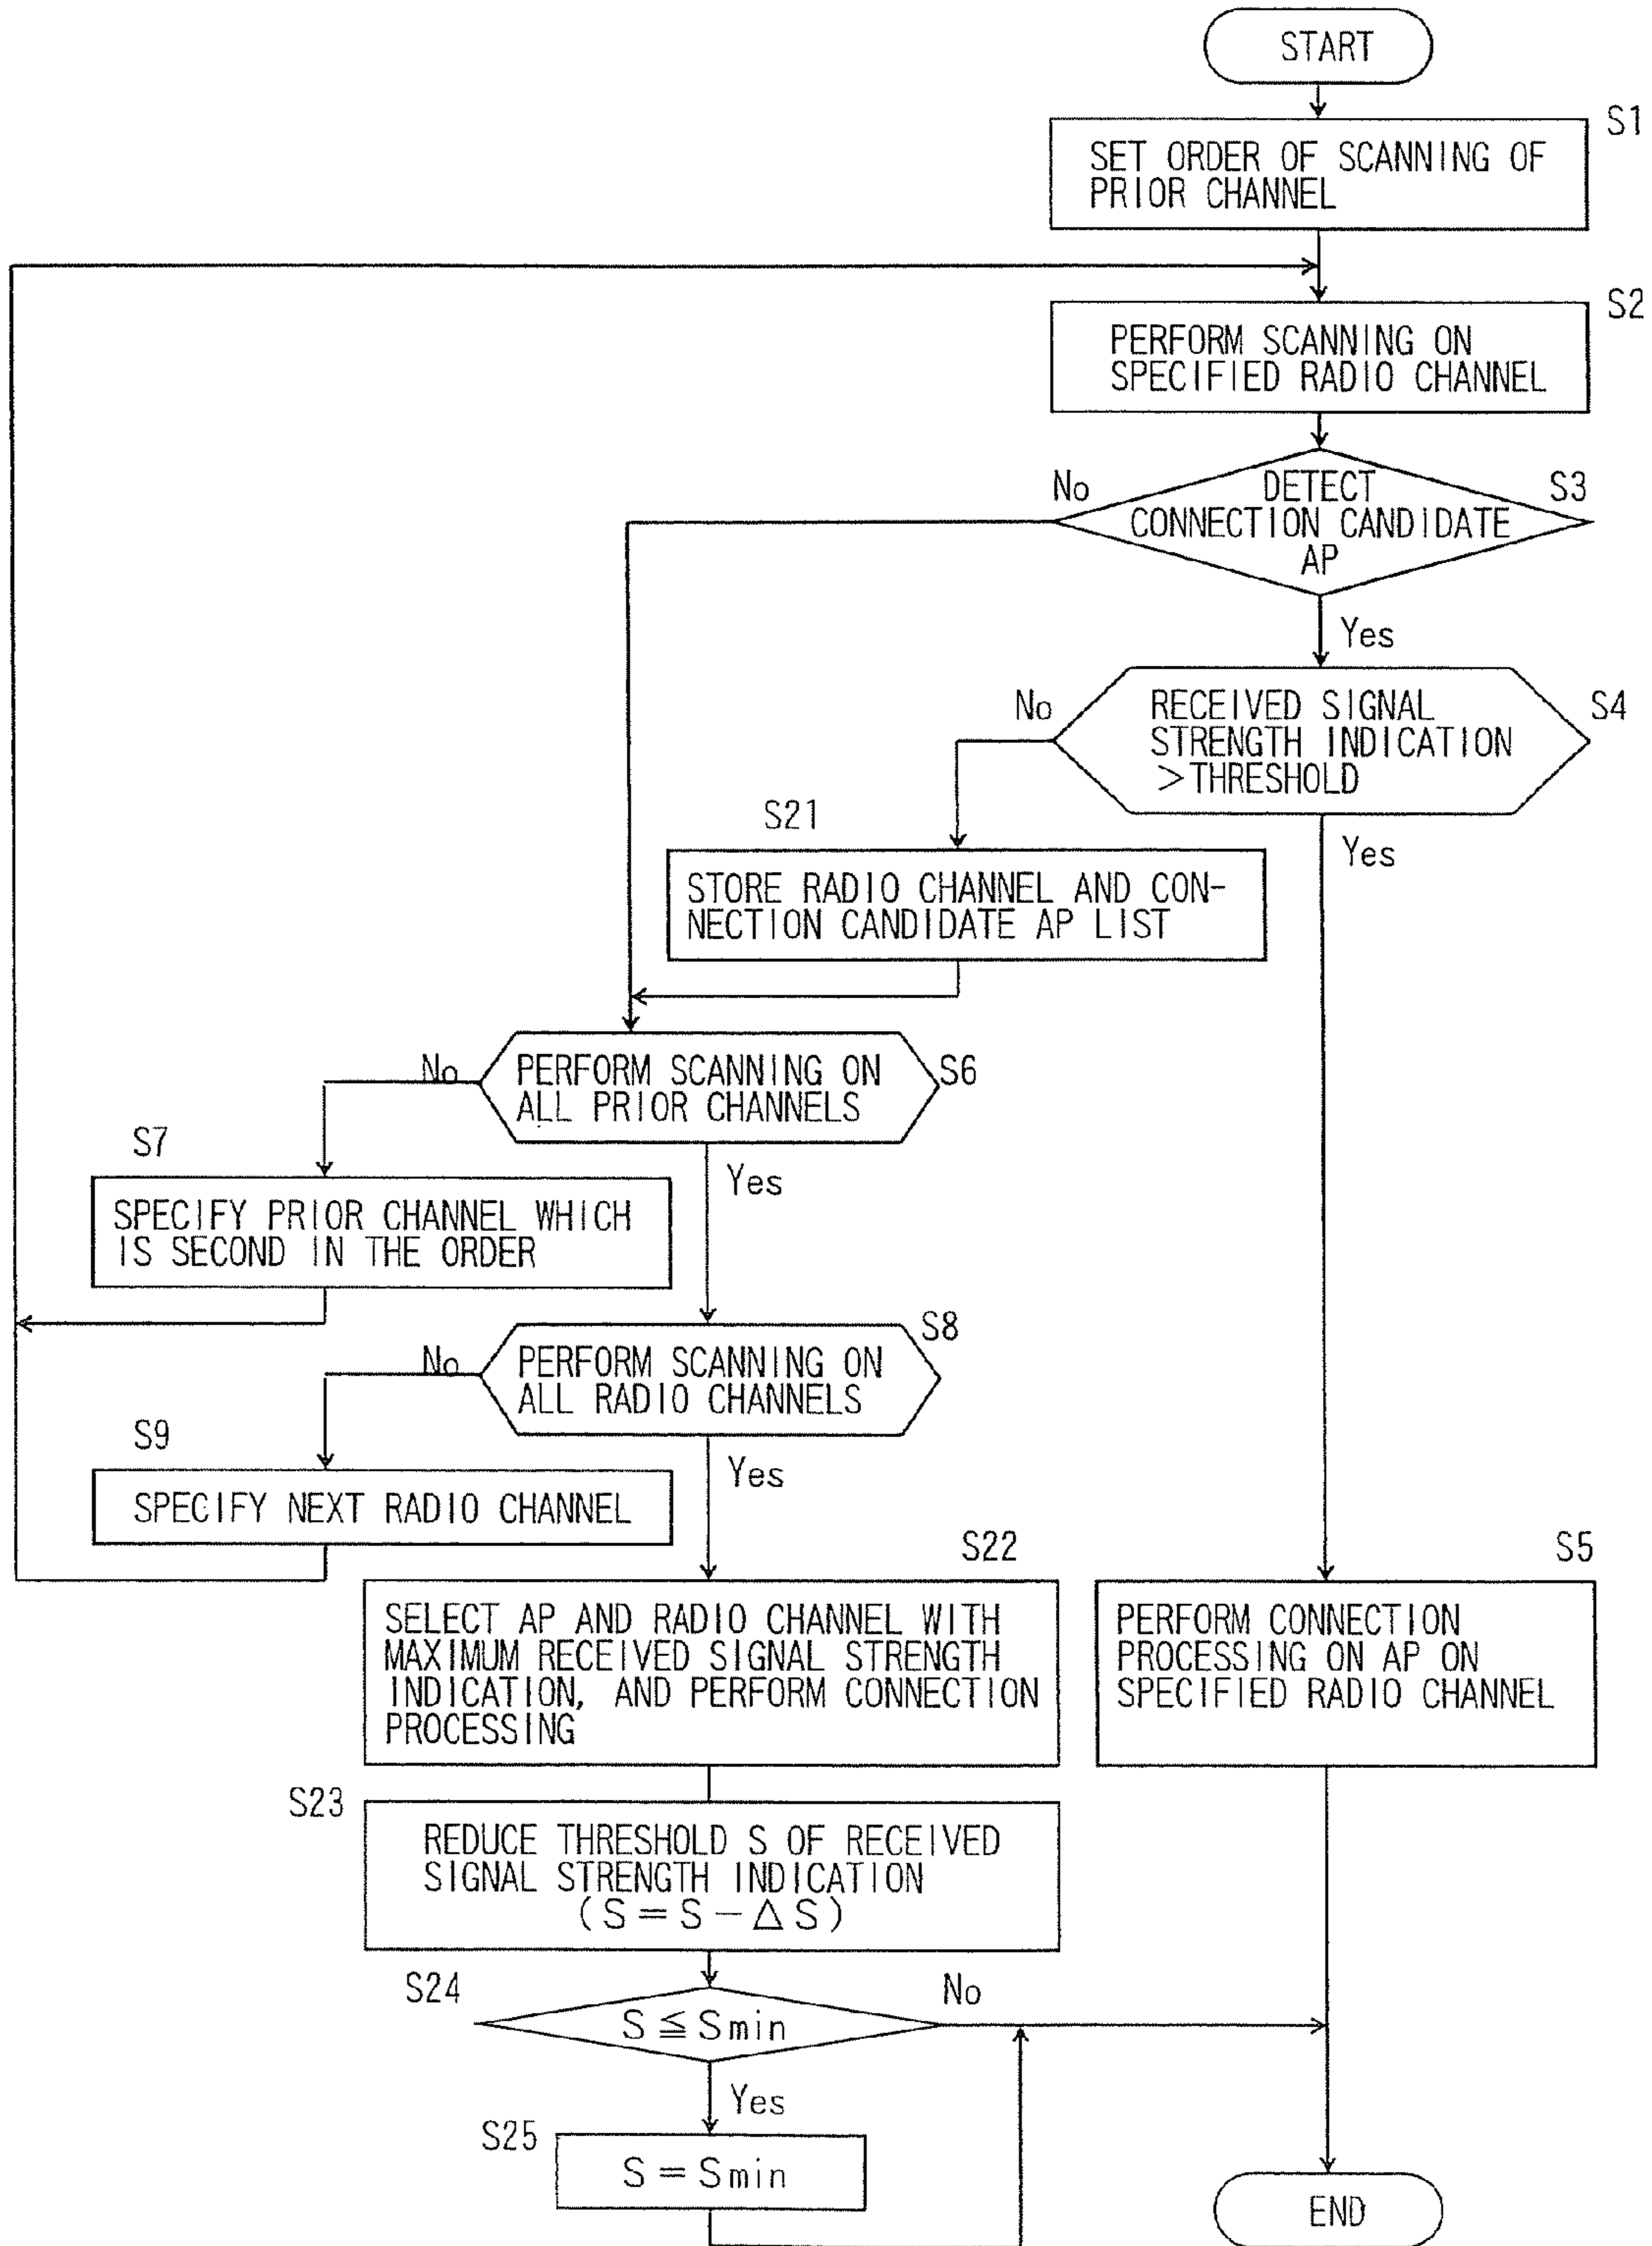 START
S1
SET ORDER OF SCANNING OF
PRIOR CHANNEL
S2
PERFORM SCANNING ON
SPECIFIED RADIO CHANNEL
No
DETECT
CONNECTION CANDIDATE
AP
S3
Yes
No
RECEIVED SIGNAL
STRENGTH INDICATION
>THRESHOLD
S4
Yes
S21
STORE RADIO CHANNEL AND CON-
NECTION CANDIDATE AP LIST
No
PERFORM SCANNING ON
ALL PRIOR CHANNELS
S6
Yes
S7
SPECIFY PRIOR CHANNEL WHICH
IS SECOND IN THE ORDER
No
PERFORM SCANNING ON
ALL RADIO CHANNELS
S8
Yes
S9
SPECIFY NEXT RADIO CHANNEL
S22
SELECT AP AND RADIO CHANNEL WITH
MAXIMUM RECEIVED SIGNAL STRENGTH
INDICATION, AND PERFORM CONNECTION
PROCESSING
S5
PERFORM CONNECTION
PROCESSING ON AP ON
SPECIFIED RADIO CHANNEL
S23
REDUCE THRESHOLD S OF RECEIVED
SIGNAL STRENGTH INDICATION
(S=S-ΔS)
S24
S≦Smin
No
Yes
S25
S=Smin
END